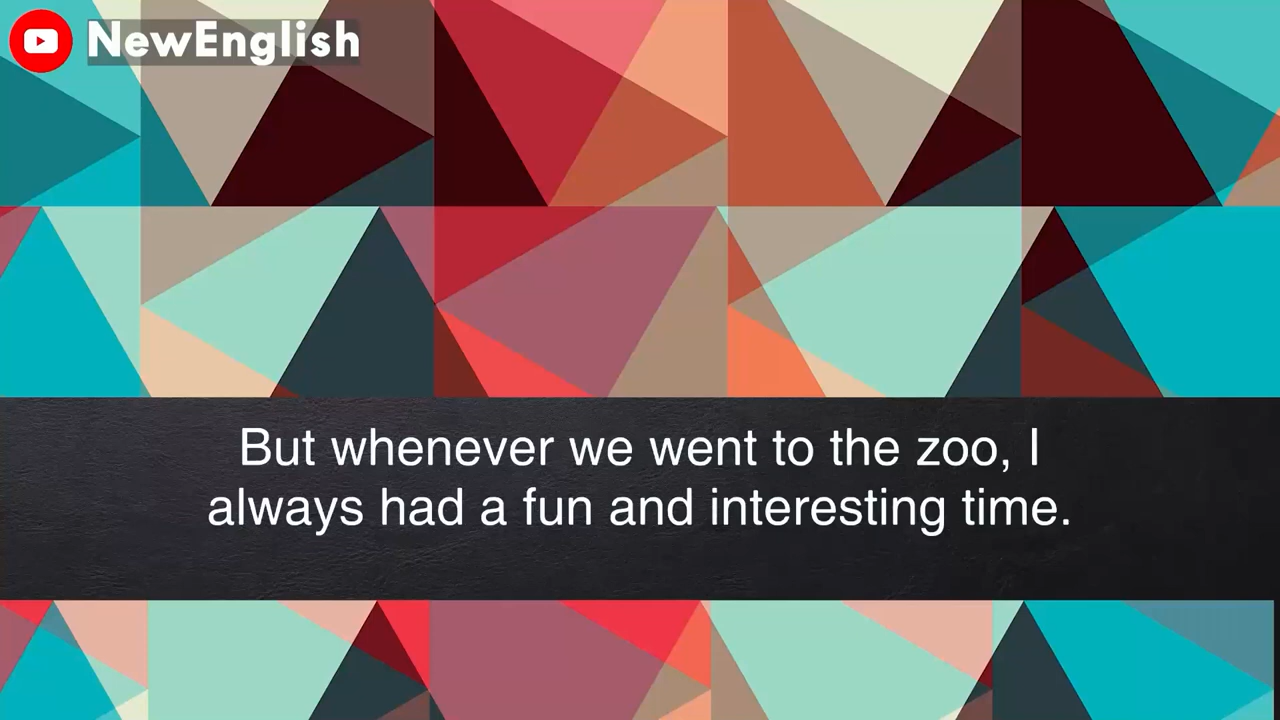 NewEnglish
But whenever we went to the zoo, I
always had a fun and interesting time.